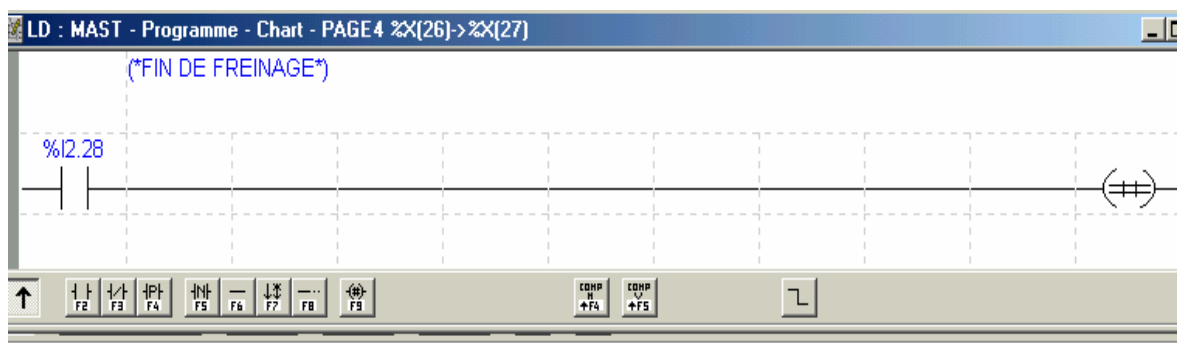 LD : MAST - Programme - Chart - PAGE4 %X(26)->%X(27)
(*FIN DE FREINAGE*)
%I2.28
F2 F3 P F4 N F5 F6 F7 F8 # F9 COMP H ↑F4 COMP V ↑F5